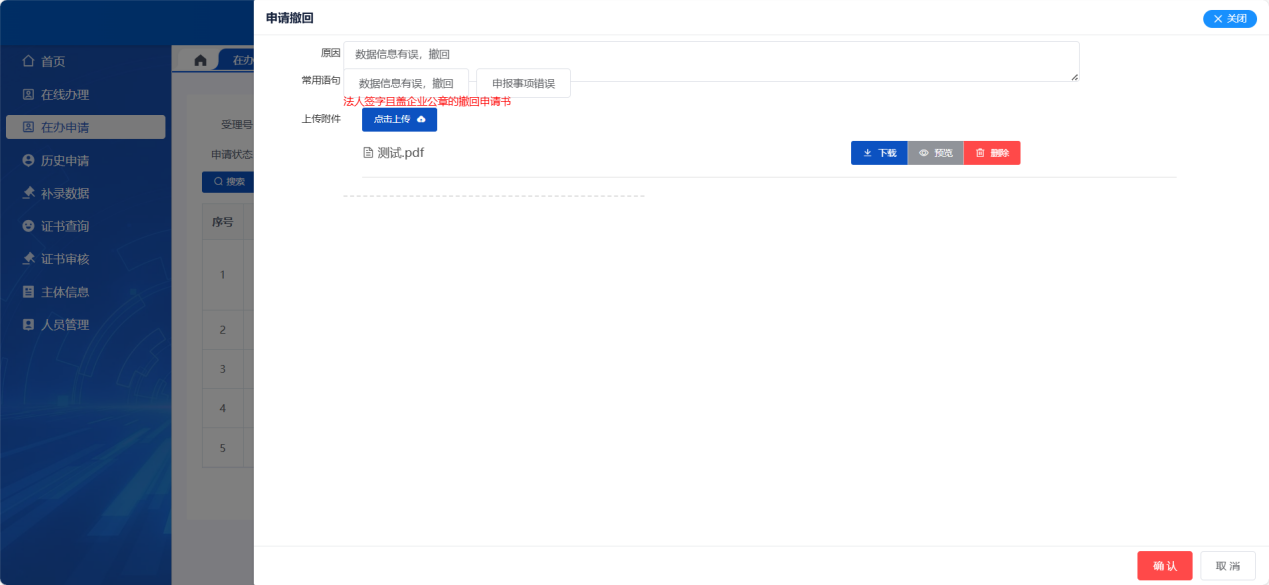 申请撤回
关闭
首页
在线办理
在办申请
历史申请
补录数据
证书查询
证书审核
主体信息
人员管理
在办
受理号
申请状态
搜索
序号
1
2
3
4
5
原因
数据信息有误，撤回
常用语句
数据信息有误，撤回
申报事项错误
法人签字且盖企业公章的撤回申请书
上传附件
点击上传
测试.pdf
下载
预览
删除
确 认
取 消